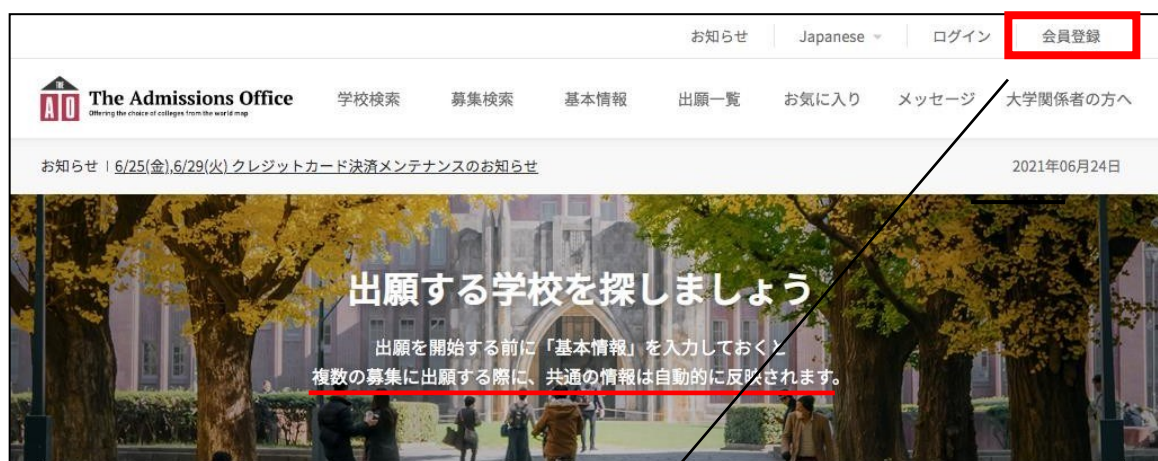 お知らせ Japanese ログイン 会員登録
THE
AO The Admissions Office 学校検索 募集検索 基本情報 出願一覧 お気に入り メッセージ 大学関係者の方へ
Offering the choice of colleges from the world map
お知らせ | 6/25(金),6/29(火) クレジットカード決済メンテナンスのお知らせ 2021年06月24日
出願する学校を探しましょう
出願を開始する前に「基本情報」を入力しておくと
複数の募集に出願する際に、共通の情報は自動的に反映されます。